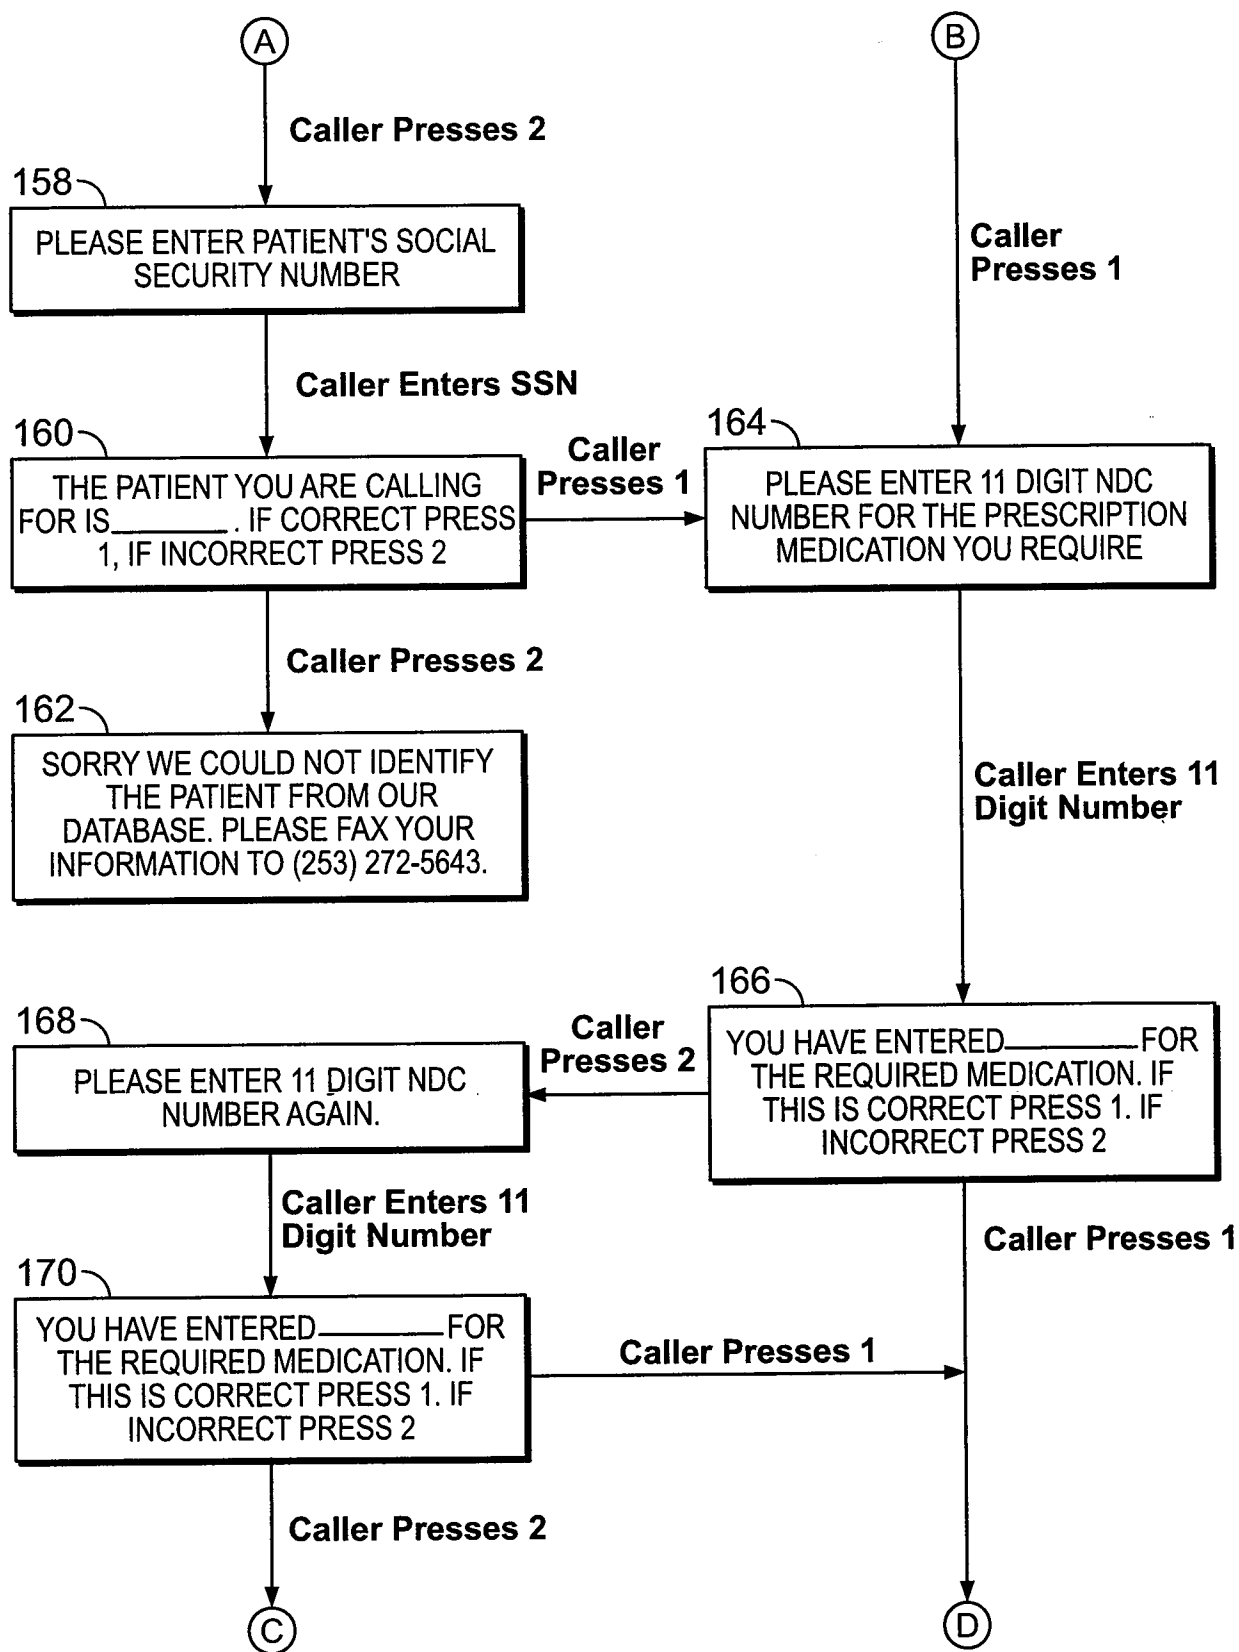 A
B
Caller Presses 2
158
PLEASE ENTER PATIENT'S SOCIAL
SECURITY NUMBER
Caller
Presses 1
Caller Enters SSN
160
THE PATIENT YOU ARE CALLING
FOR IS_______. IF CORRECT PRESS
1, IF INCORRECT PRESS 2
Caller
Presses 1
164
PLEASE ENTER 11 DIGIT NDC
NUMBER FOR THE PRESCRIPTION
MEDICATION YOU REQUIRE
Caller Presses 2
162
SORRY WE COULD NOT IDENTIFY
THE PATIENT FROM OUR
DATABASE. PLEASE FAX YOUR
INFORMATION TO (253) 272-5643.
Caller Enters 11
Digit Number
166
YOU HAVE ENTERED________FOR
THE REQUIRED MEDICATION. IF
THIS IS CORRECT PRESS 1. IF
INCORRECT PRESS 2
Caller
Presses 2
168
PLEASE ENTER 11 DIGIT NDC
NUMBER AGAIN.
Caller Enters 11
Digit Number
Caller Presses 1
170
YOU HAVE ENTERED________FOR
THE REQUIRED MEDICATION. IF
THIS IS CORRECT PRESS 1. IF
INCORRECT PRESS 2
Caller Presses 1
Caller Presses 2
C
D